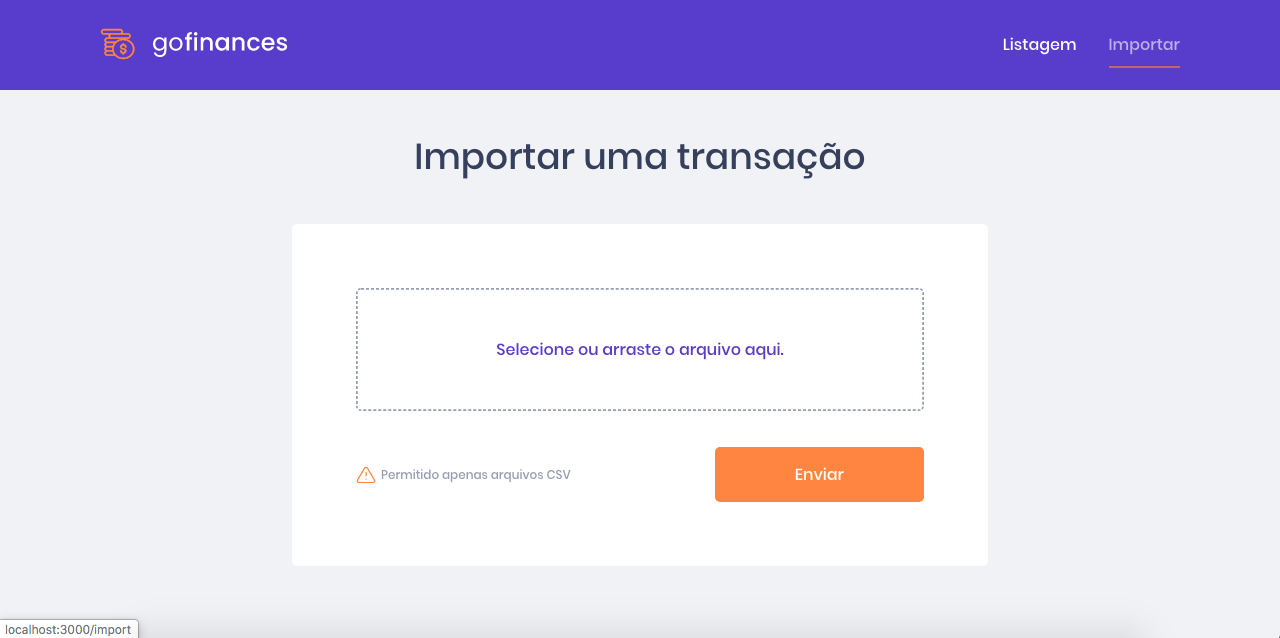 gofinances
Listagem
Importar
Importar uma transação
Selecione ou arraste o arquivo aqui.
Permitido apenas arquivos CSV
Enviar
localhost:3000/import